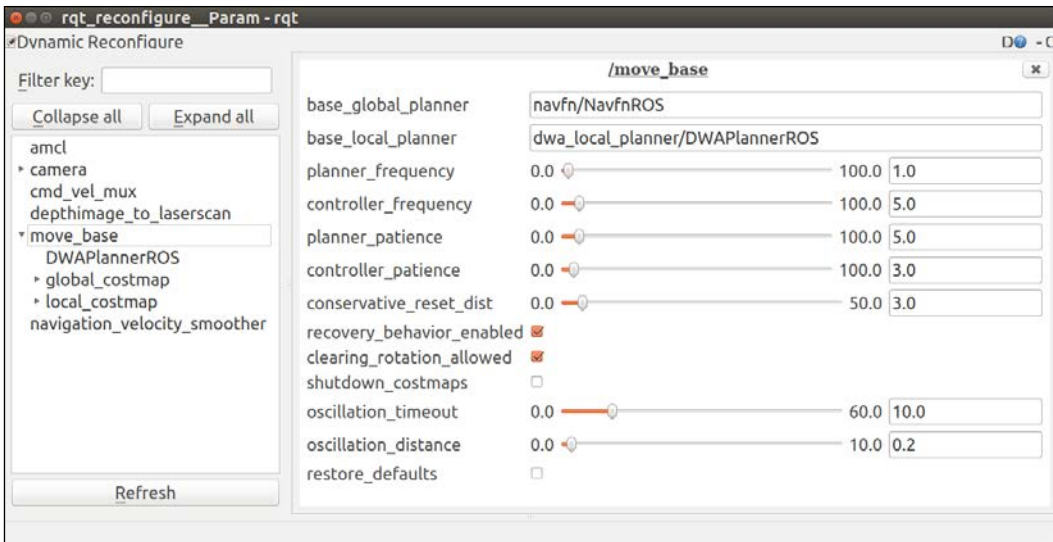 rqt_reconfigure__Param - rqt
Dynamic Reconfigure D? - O
Filter key:
Collapse all Expand all
amcl
camera
cmd_vel_mux
depthimage_to_laserscan
move_base
DWAPlannerROS
global_costmap
local_costmap
navigation_velocity_smoother
Refresh
/move_base
base_global_planner navfn/NavfnROS
base_local_planner dwa_local_planner/DWAPlannerROS
planner_frequency 0.0 100.0 1.0
controller_frequency 0.0 100.0 5.0
planner_patience 0.0 100.0 5.0
controller_patience 0.0 100.0 3.0
conservative_reset_dist 0.0 50.0 3.0
recovery_behavior_enabled
clearing_rotation_allowed
shutdown_costmaps
oscillation_timeout 0.0 60.0 10.0
oscillation_distance 0.0 10.0 0.2
restore_defaults